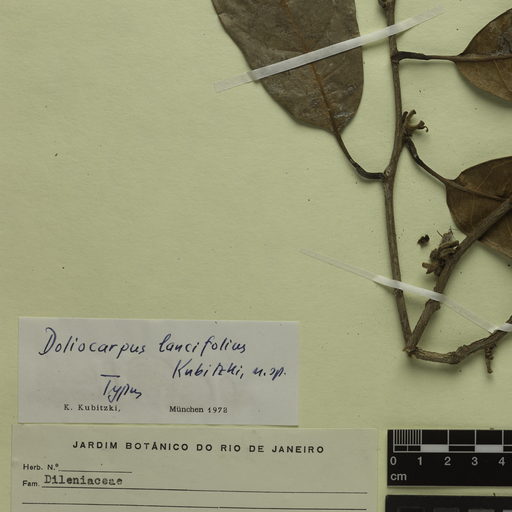 Doliocarpus lancifolius
Kubitzki, n. sp.
Typus
K. Kubitzki, München 1972
JARDIM BOTÂNICO DO RIO DE JANEIRO
Herb. N.º
Fam. Dileniaceae
0 1 2 3 4
cm